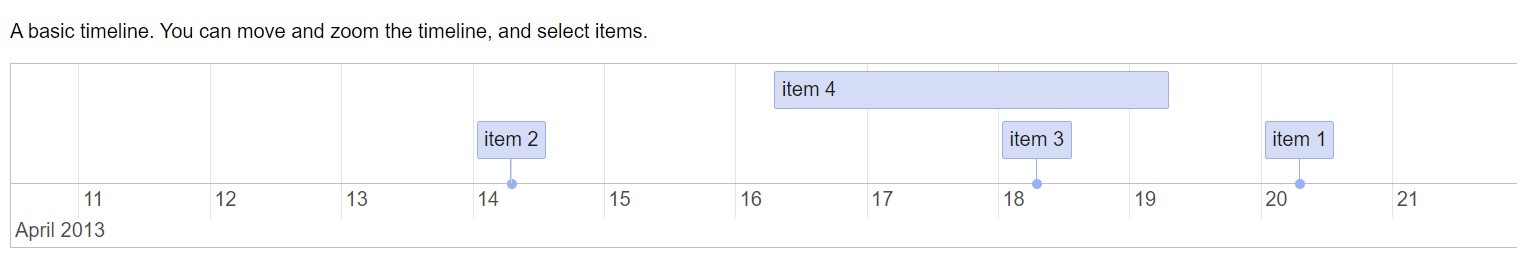 A basic timeline. You can move and zoom the timeline, and select items.
item 4
item 2
item 3
item 1
11 12 13 14 15 16 17 18 19 20 21
April 2013